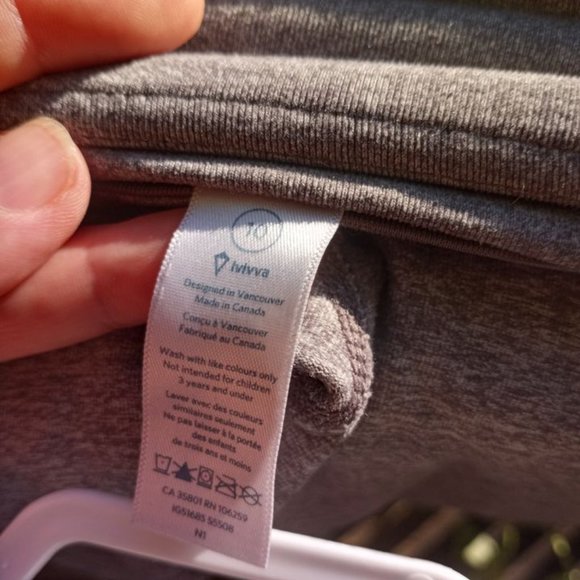 10
ivivva
Designed in Vancouver
Made in Canada
Conçu à Vancouver
Fabriqué au Canada
Wash with like colours only
Not intended for children
3 years and under
Laver avec des couleurs
similaires seulement
Ne pas laisser à la portée
des enfants
de trois ans et moins
CA 35801 RN 106259
IG5168S S5508
N1